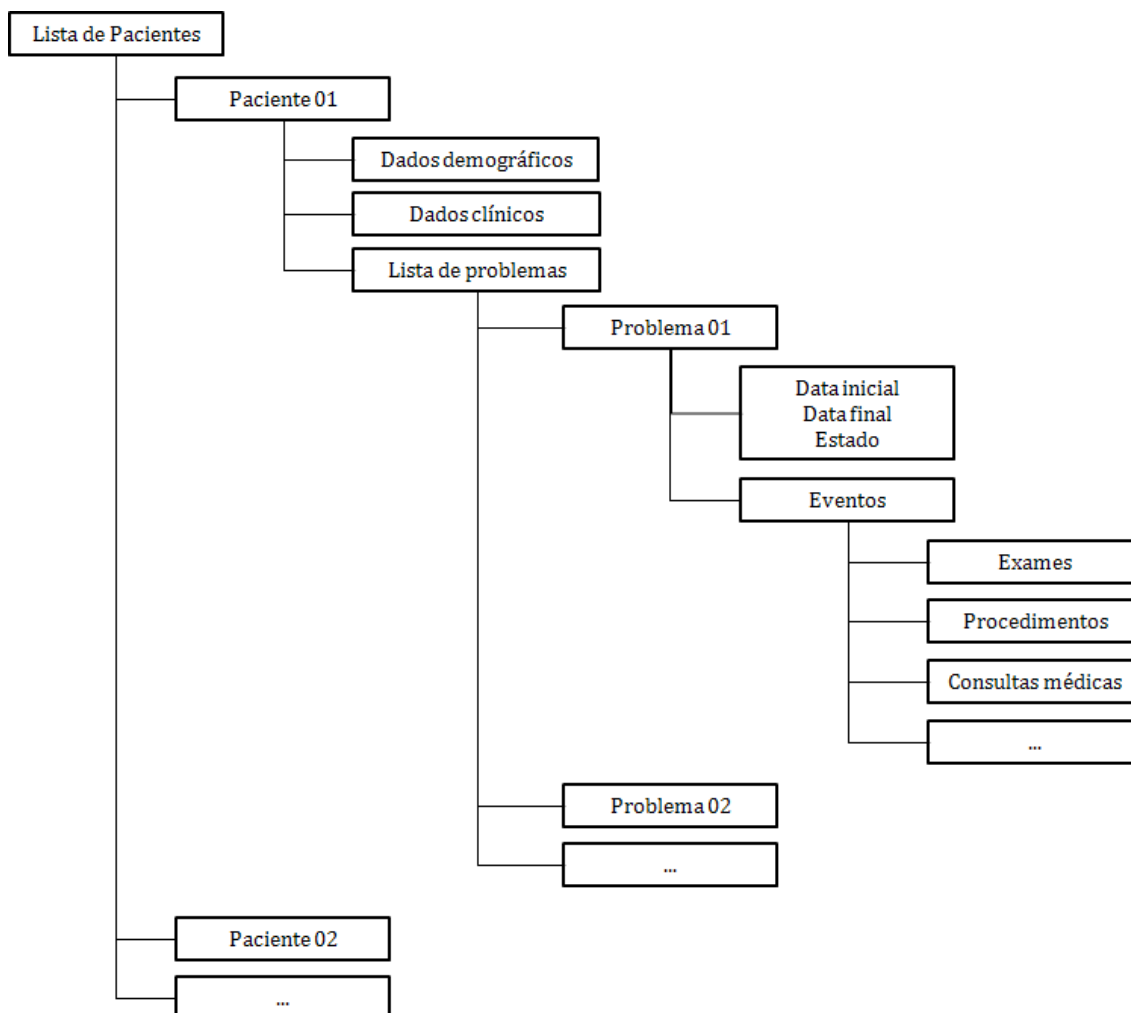 Lista de Pacientes
Paciente 01
Dados demográficos
Dados clínicos
Lista de problemas
Problema 01
Data inicial
Data final
Estado
Eventos
Exames
Procedimentos
Consultas médicas
...
Problema 02
...
Paciente 02
...